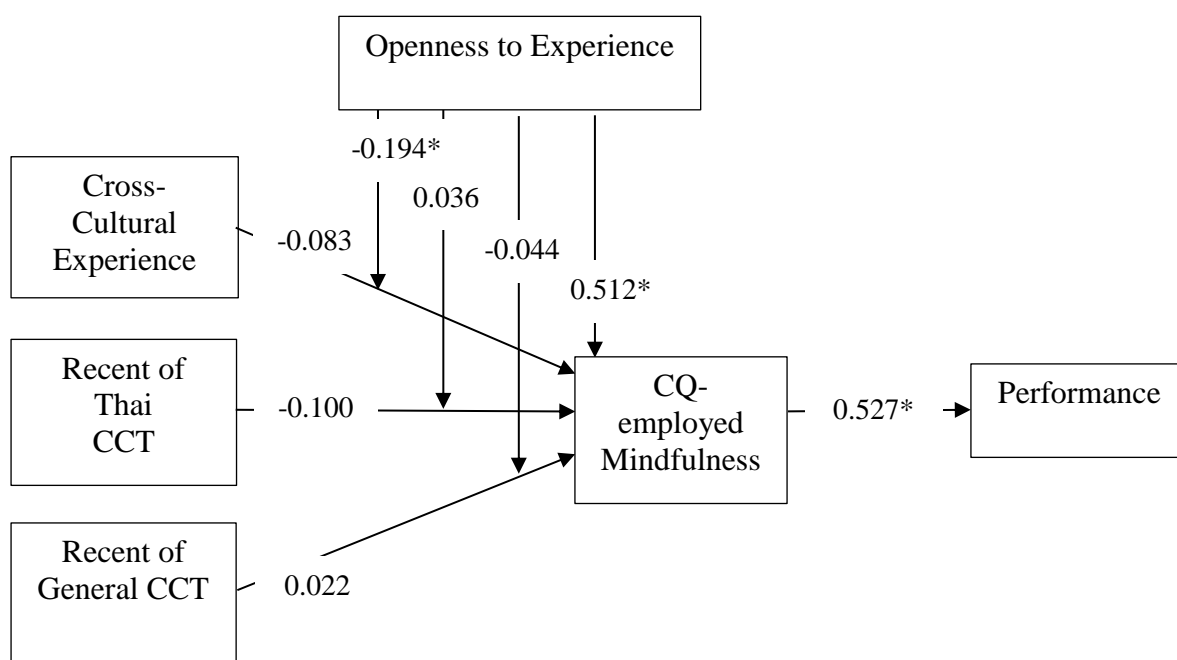 Openness to Experience
-0.194*
0.036
-0.044
0.512*
Cross-
Cultural
Experience
-0.083
Recent of
Thai
CCT
-0.100
CQ-
employed
Mindfulness
0.527*
Performance
Recent of
General CCT
0.022